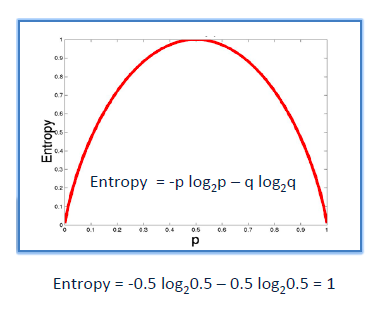 1
0.9
0.8
0.7
0.6
0.5
0.4
0.3
0.2
0.1
0
Entropy
Entropy = -p log₂p – q log₂q
0 0.1 0.2 0.3 0.4 0.5 0.6 0.7 0.8 0.9 1
p
Entropy = -0.5 log₂0.5 – 0.5 log₂0.5 = 1